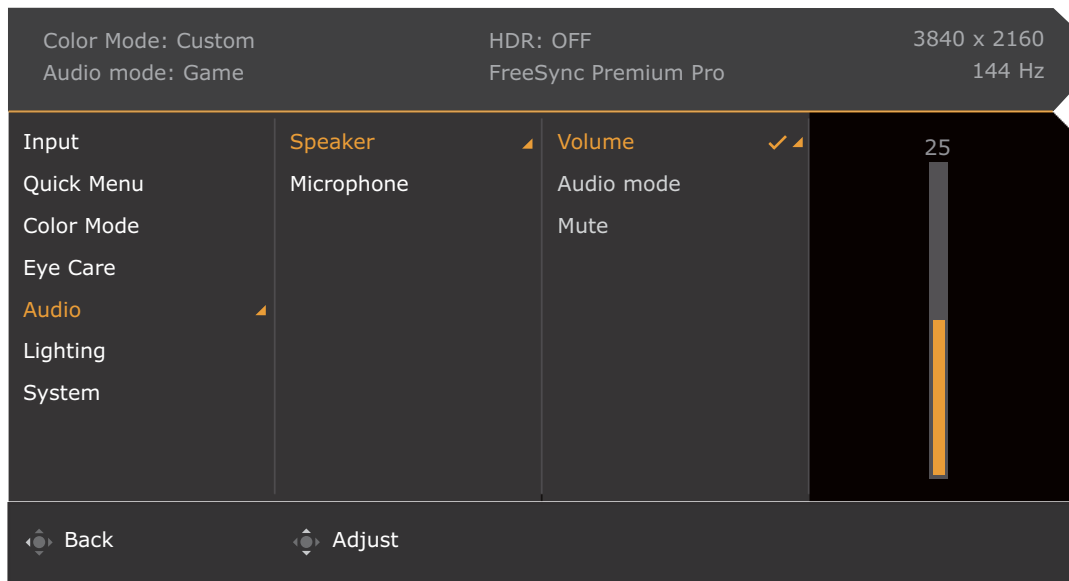 Color Mode: Custom
HDR: OFF
3840 x 2160
Audio mode: Game
FreeSync Premium Pro
144 Hz
Input
Speaker
Volume
25
Quick Menu
Microphone
Audio mode
Color Mode
Mute
Eye Care
Audio
Lighting
System
Back
Adjust